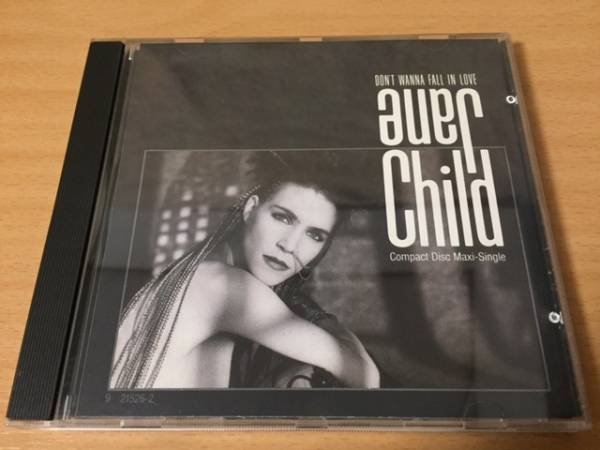 DON'T WANNA FALL IN LOVE
Jane
Child
Compact Disc Maxi-Single
9 21526-2